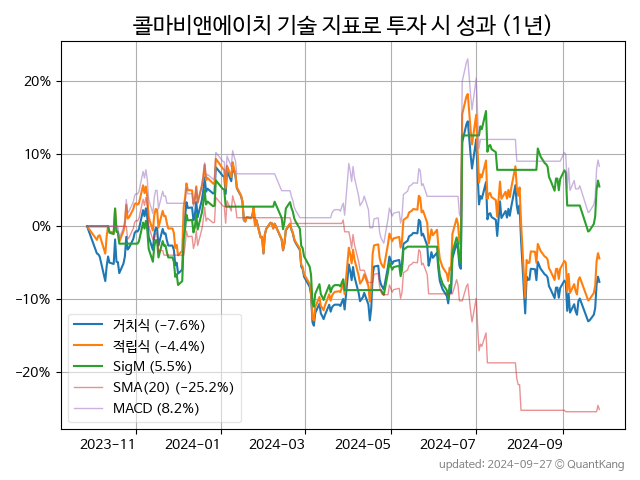 콜마비앤에이치 기술 지표로 투자 시 성과 (1년)
20%
10%
0%
−10%
−20%
거치식 (−7.6%)
적립식 (−4.4%)
SigM (5.5%)
SMA(20) (−25.2%)
MACD (8.2%)
2023-11 2024-01 2024-03 2024-05 2024-07 2024-09
updated: 2024-09-27 © QuantKang